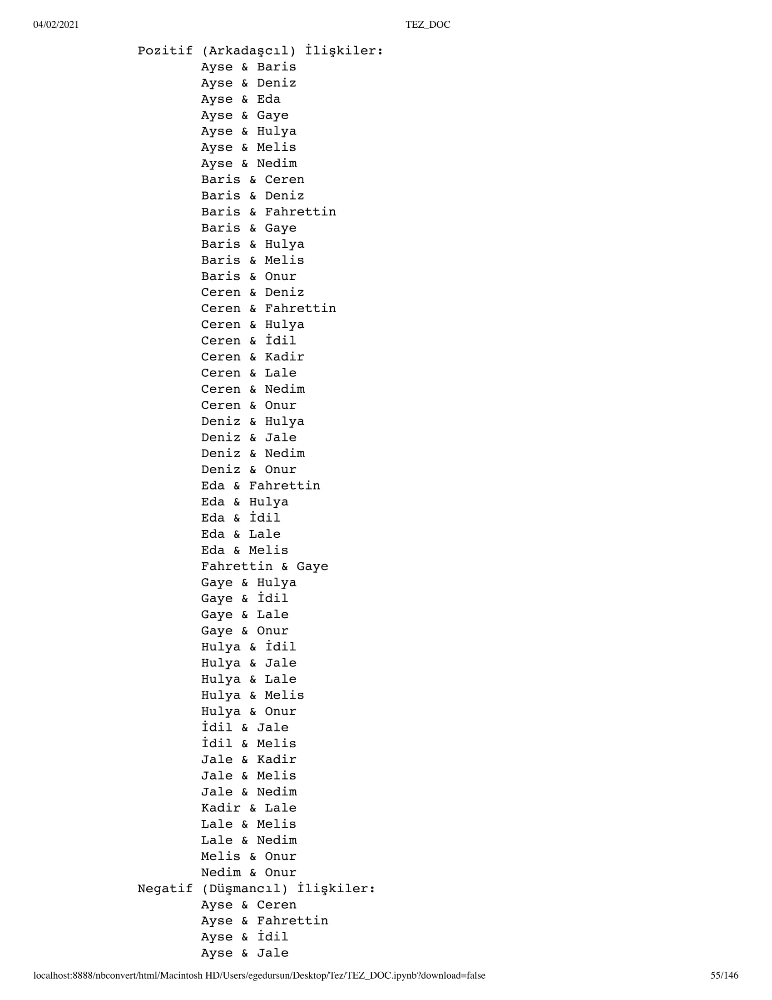 04/02/2021 TEZ_DOC
Pozitif (Arkadaşcıl) İlişkiler:
Ayse & Baris
Ayse & Deniz
Ayse & Eda
Ayse & Gaye
Ayse & Hulya
Ayse & Melis
Ayse & Nedim
Baris & Ceren
Baris & Deniz
Baris & Fahrettin
Baris & Gaye
Baris & Hulya
Baris & Melis
Baris & Onur
Ceren & Deniz
Ceren & Fahrettin
Ceren & Hulya
Ceren & İdil
Ceren & Kadir
Ceren & Lale
Ceren & Nedim
Ceren & Onur
Deniz & Hulya
Deniz & Jale
Deniz & Nedim
Deniz & Onur
Eda & Fahrettin
Eda & Hulya
Eda & İdil
Eda & Lale
Eda & Melis
Fahrettin & Gaye
Gaye & Hulya
Gaye & İdil
Gaye & Lale
Gaye & Onur
Hulya & İdil
Hulya & Jale
Hulya & Lale
Hulya & Melis
Hulya & Onur
İdil & Jale
İdil & Melis
Jale & Kadir
Jale & Melis
Jale & Nedim
Kadir & Lale
Lale & Melis
Lale & Nedim
Melis & Onur
Nedim & Onur
Negatif (Düşmancıl) İlişkiler:
Ayse & Ceren
Ayse & Fahrettin
Ayse & İdil
Ayse & Jale
localhost:8888/nbconvert/html/Macintosh HD/Users/egedursun/Desktop/Tez/TEZ_DOC.ipynb?download=false 55/146